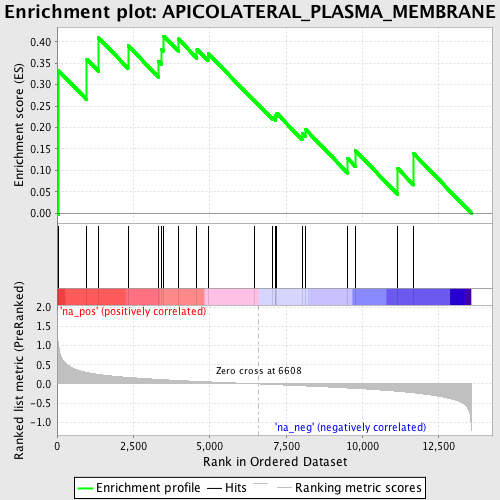 Enrichment plot: APICOLATERAL_PLASMA_MEMBRANE
Enrichment score (ES)
0.40
0.35
0.30
0.25
0.20
0.15
0.10
0.05
0.00
'na_pos' (positively correlated)
Ranked list metric (PreRanked)
2.0
1.5
1.0
0.5
0.0
-0.5
-1.0
Zero cross at 6608
'na_neg' (negatively correlated)
0 2,500 5,000 7,500 10,000 12,500
Rank in Ordered Dataset
Enrichment profile Hits Ranking metric scores